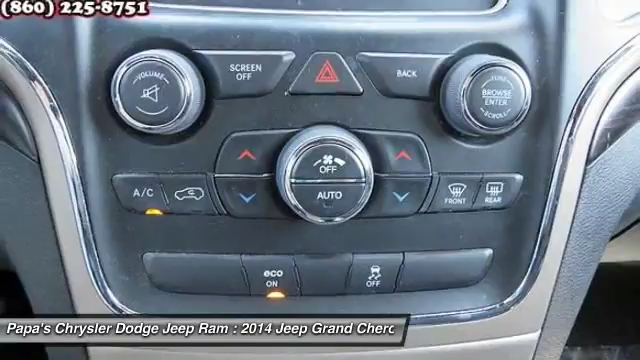 (860) 225-8751
VOLUME
SCREEN OFF
BACK
TUNE
BROWSE
ENTER
SCROLL
OFF
AUTO
A/C
FRONT
REAR
eco
ON
OFF
Papa's Chrysler Dodge Jeep Ram : 2014 Jeep Grand Cherc